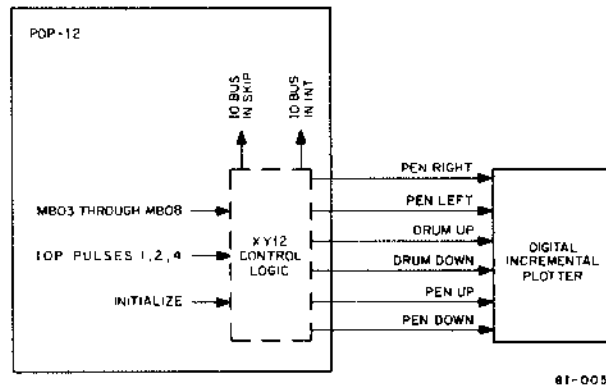 PDP-12
IO BUS
IN SKIP
IO BUS
IN INT
PEN RIGHT
MB03 THROUGH MB08
PEN LEFT
DRUM UP
IOP PULSES 1,2,4
XY12
CONTROL
LOGIC
DIGITAL
INCREMENTAL
PLOTTER
DRUM DOWN
INITIALIZE
PEN UP
PEN DOWN
81-005